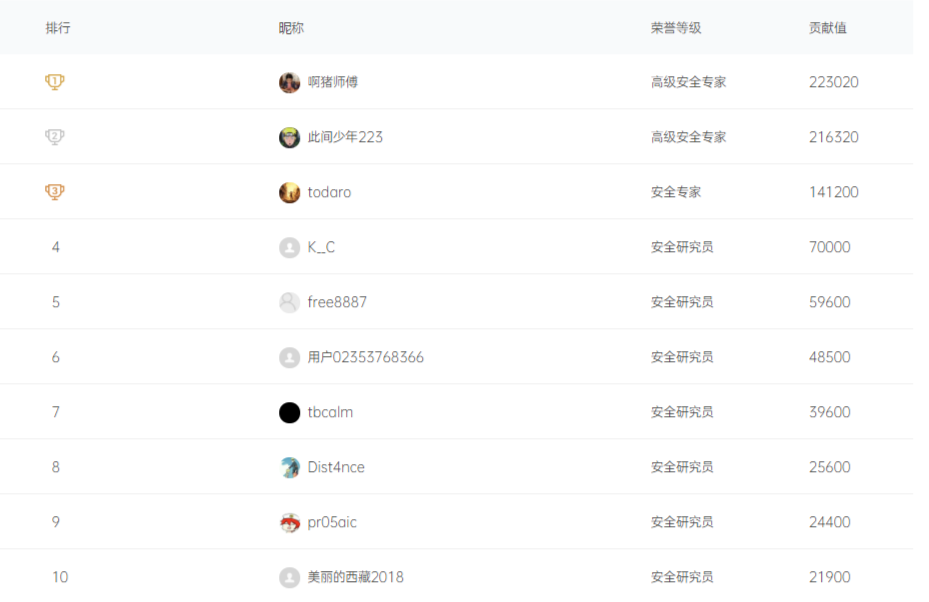 排行 昵称 荣誉等级 贡献值
1 啊猪师傅 高级安全专家 223020
2 此间少年223 高级安全专家 216320
3 todaro 安全专家 141200
4 K__C 安全研究员 70000
5 free8887 安全研究员 59600
6 用户02353768366 安全研究员 48500
7 tbcalm 安全研究员 39600
8 Dist4nce 安全研究员 25600
9 pr05aic 安全研究员 24400
10 美丽的西藏2018 安全研究员 21900